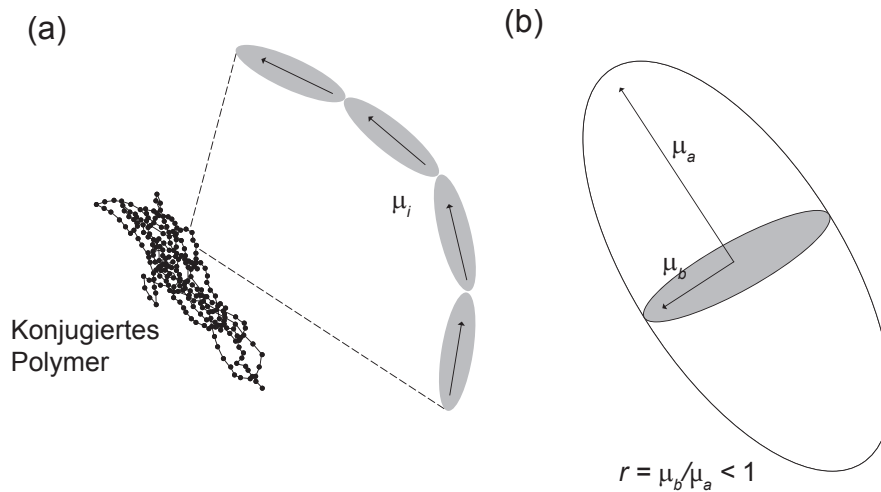 (a)
(b)
μa
μi
μb
Konjugiertes
Polymer
r = μb/μa < 1